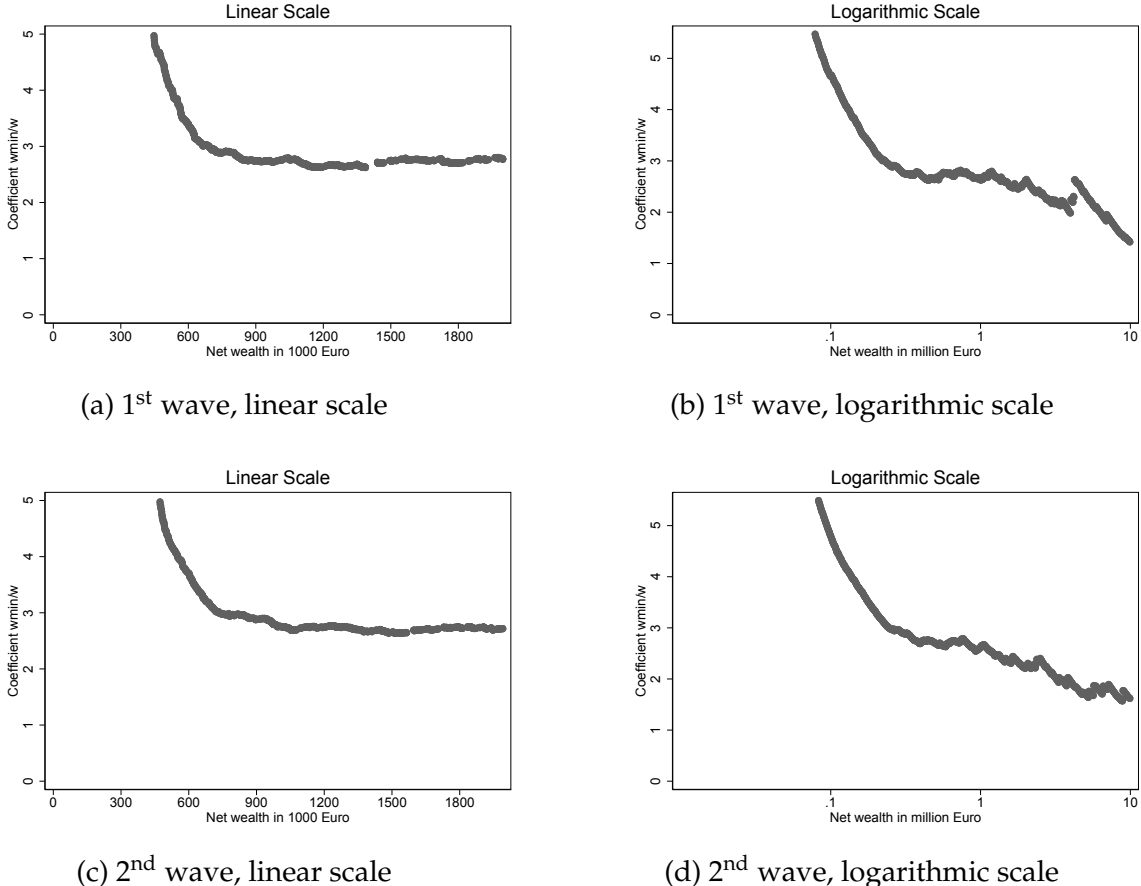 Linear Scale
Coefficient wmin/w
5
4
3
2
1
0
0 300 600 900 1200 1500 1800
Net wealth in 1000 Euro
(a) 1st wave, linear scale
Logarithmic Scale
Coefficient wmin/w
5
4
3
2
1
0
.1 1 10
Net wealth in million Euro
(b) 1st wave, logarithmic scale
Linear Scale
Coefficient wmin/w
5
4
3
2
1
0
0 300 600 900 1200 1500 1800
Net wealth in 1000 Euro
(c) 2nd wave, linear scale
Logarithmic Scale
Coefficient wmin/w
5
4
3
2
1
0
.1 1 10
Net wealth in million Euro
(d) 2nd wave, logarithmic scale